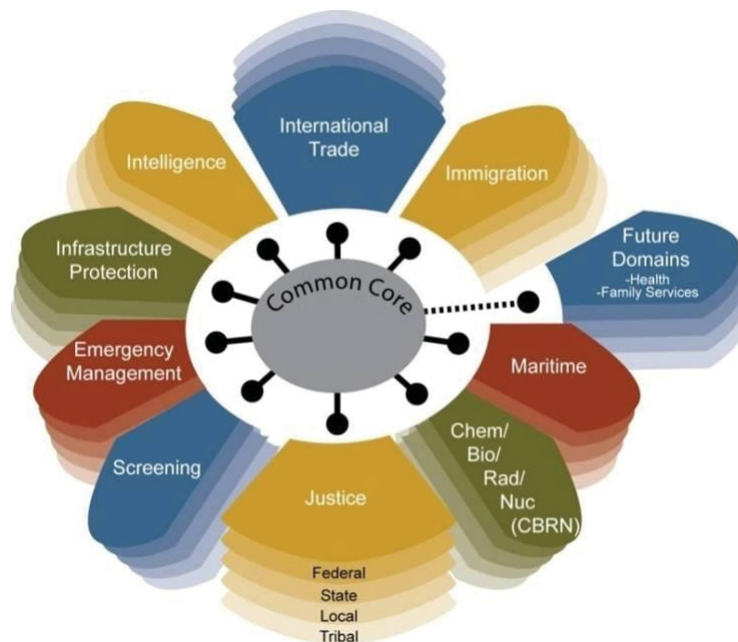 International
Trade
Intelligence
Immigration
Infrastructure
Protection
Common Core
Future
Domains
-Health
-Family Services
Emergency
Management
Maritime
Screening
Justice
Chem/
Bio/
Rad/
Nuc
(CBRN)
Federal
State
Local
Tribal